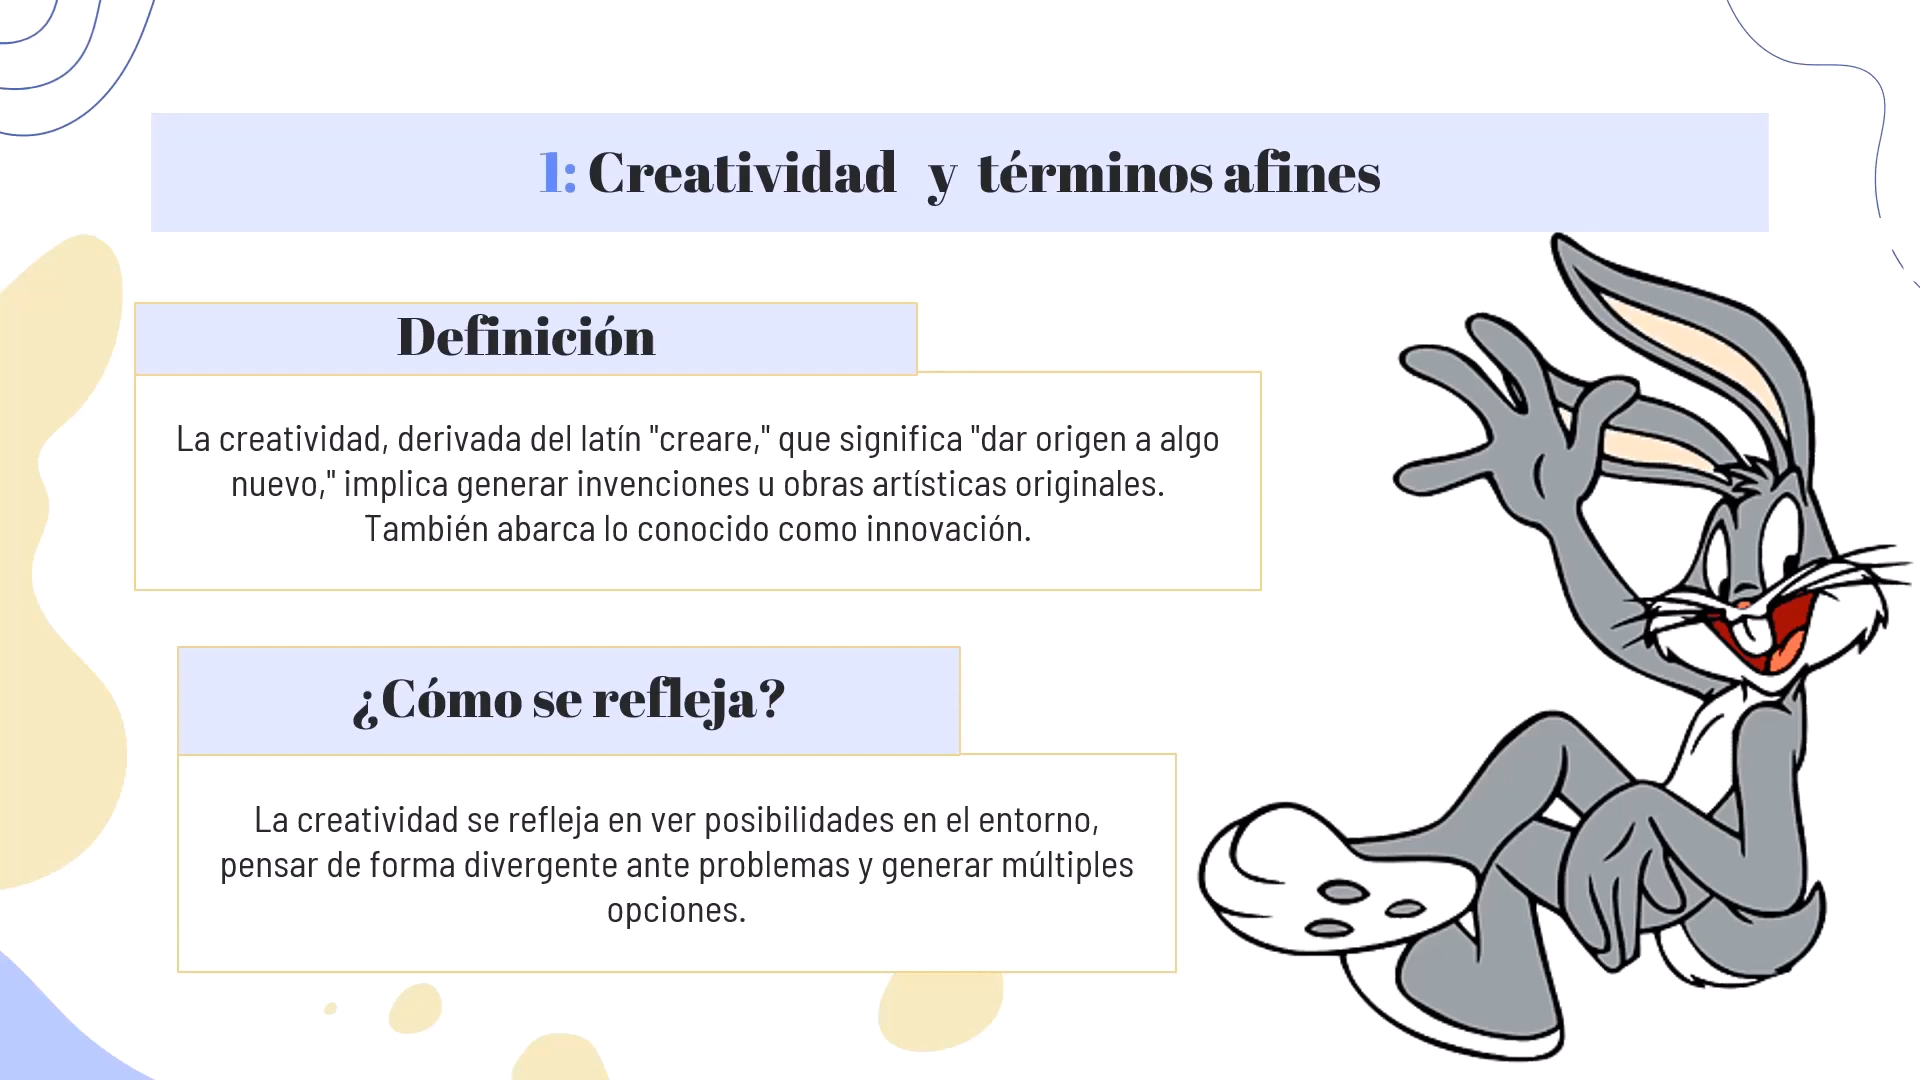 1: Creatividad y términos afines
Definición
La creatividad, derivada del latín "creare," que significa "dar origen a algo
nuevo," implica generar invenciones u obras artísticas originales.
También abarca lo conocido como innovación.
¿Cómo se refleja?
La creatividad se refleja en ver posibilidades en el entorno,
pensar de forma divergente ante problemas y generar múltiples
opciones.